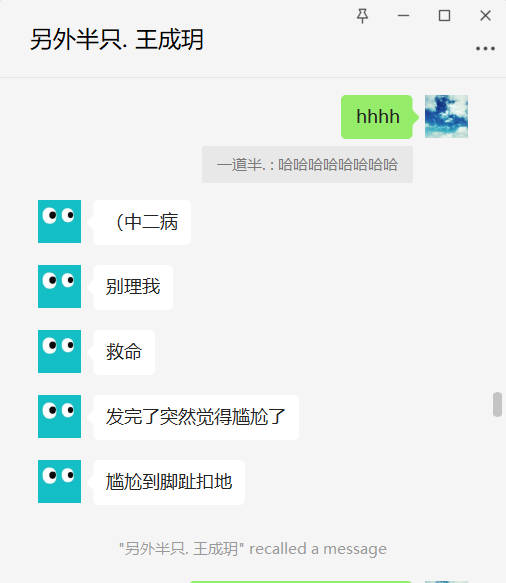 另外半只. 王成玥
hhhh
一道半. : 哈哈哈哈哈哈哈哈
（中二病
别理我
救命
发完了突然觉得尴尬了
尴尬到脚趾扣地
"另外半只. 王成玥" recalled a message